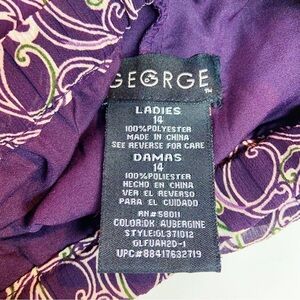 GEORGE™
LADIES
14
100%POLYESTER
MADE IN CHINA
SEE REVERSE FOR CARE
DAMAS
14
100%POLIESTER
HECHO EN CHINA
VER EL REVERSO
PARA EL CUIDADO
RN#58011
COLOR:DK AUBERGINE
STYLE:GL371012
GLFUAH2D-1
UPC#88417632719